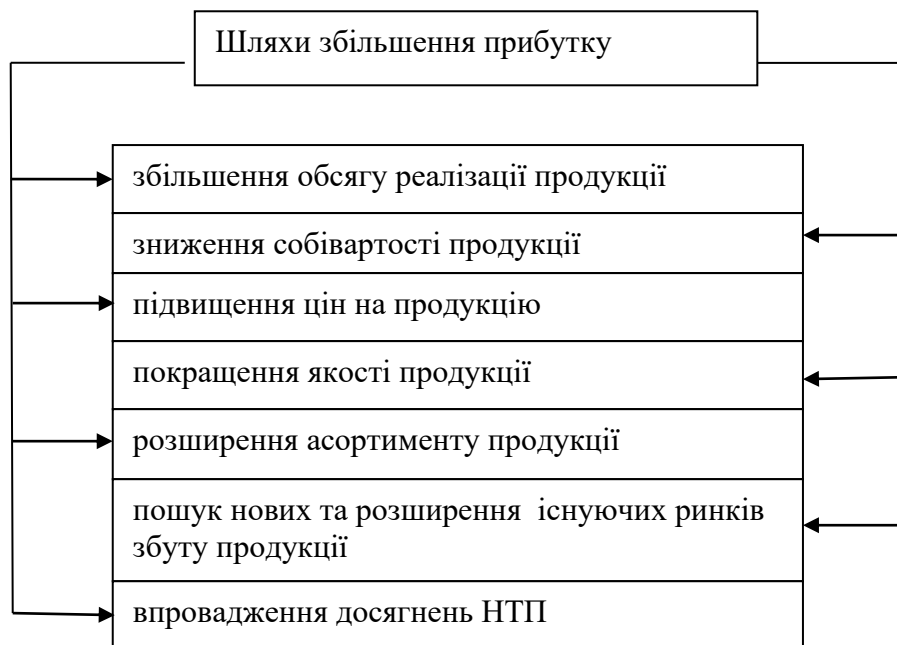 Шляхи збільшення прибутку
збільшення обсягу реалізації продукції
зниження собівартості продукції
підвищення цін на продукцію
покращення якості продукції
розширення асортименту продукції
пошук нових та розширення існуючих ринків
збуту продукції
впровадження досягнень НТП